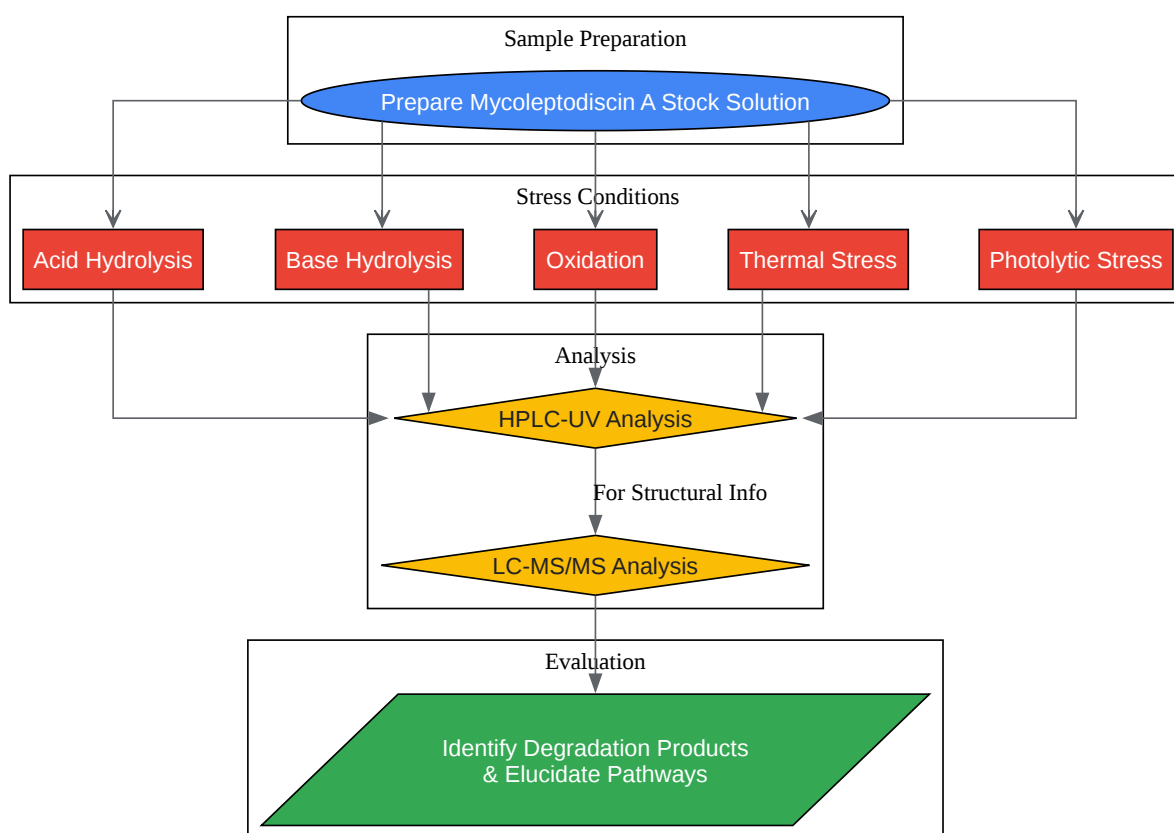 Sample Preparation
Prepare Mycoleptodiscin A Stock Solution
Stress Conditions
Acid Hydrolysis
Base Hydrolysis
Oxidation
Thermal Stress
Photolytic Stress
Analysis
HPLC-UV Analysis
For Structural Info
LC-MS/MS Analysis
Evaluation
Identify Degradation Products
& Elucidate Pathways